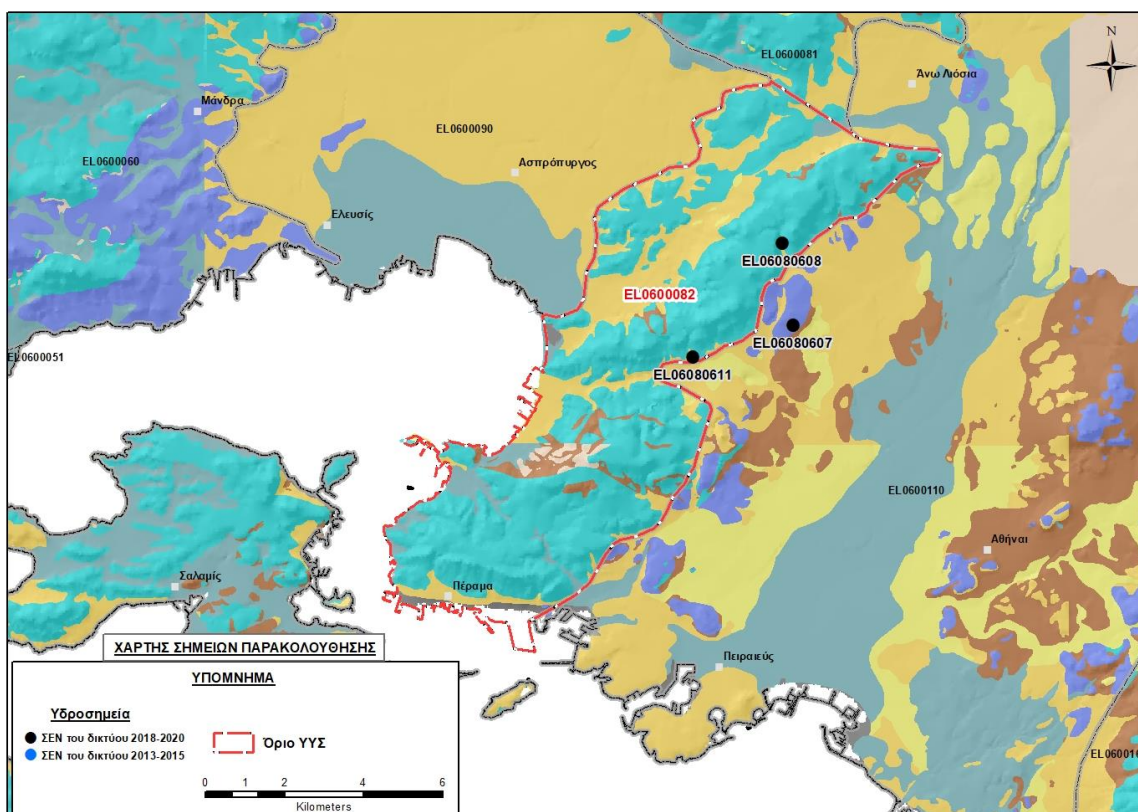 N
EL0600081
Άνω Λιόσια
Μάνδρα
EL0600090
EL0600060
Ασπρόπυργος
Ελευσίς
EL06080608
EL0600082
EL06080607
EL0600051
EL06080611
EL0600110
Αθήναι
Σαλαμίς
Πέραμα
ΧΑΡΤΗΣ ΣΗΜΕΙΩΝ ΠΑΡΑΚΟΛΟΥΘΗΣΗΣ
Πειραιεύς
ΥΠΟΜΝΗΜΑ
Υδροσημεία
ΣΕΝ του δικτύου 2018-2020
Όριο ΥΥΣ
ΣΕΝ του δικτύου 2013-2015
EL060016
0 1 2 4 6
Kilometers